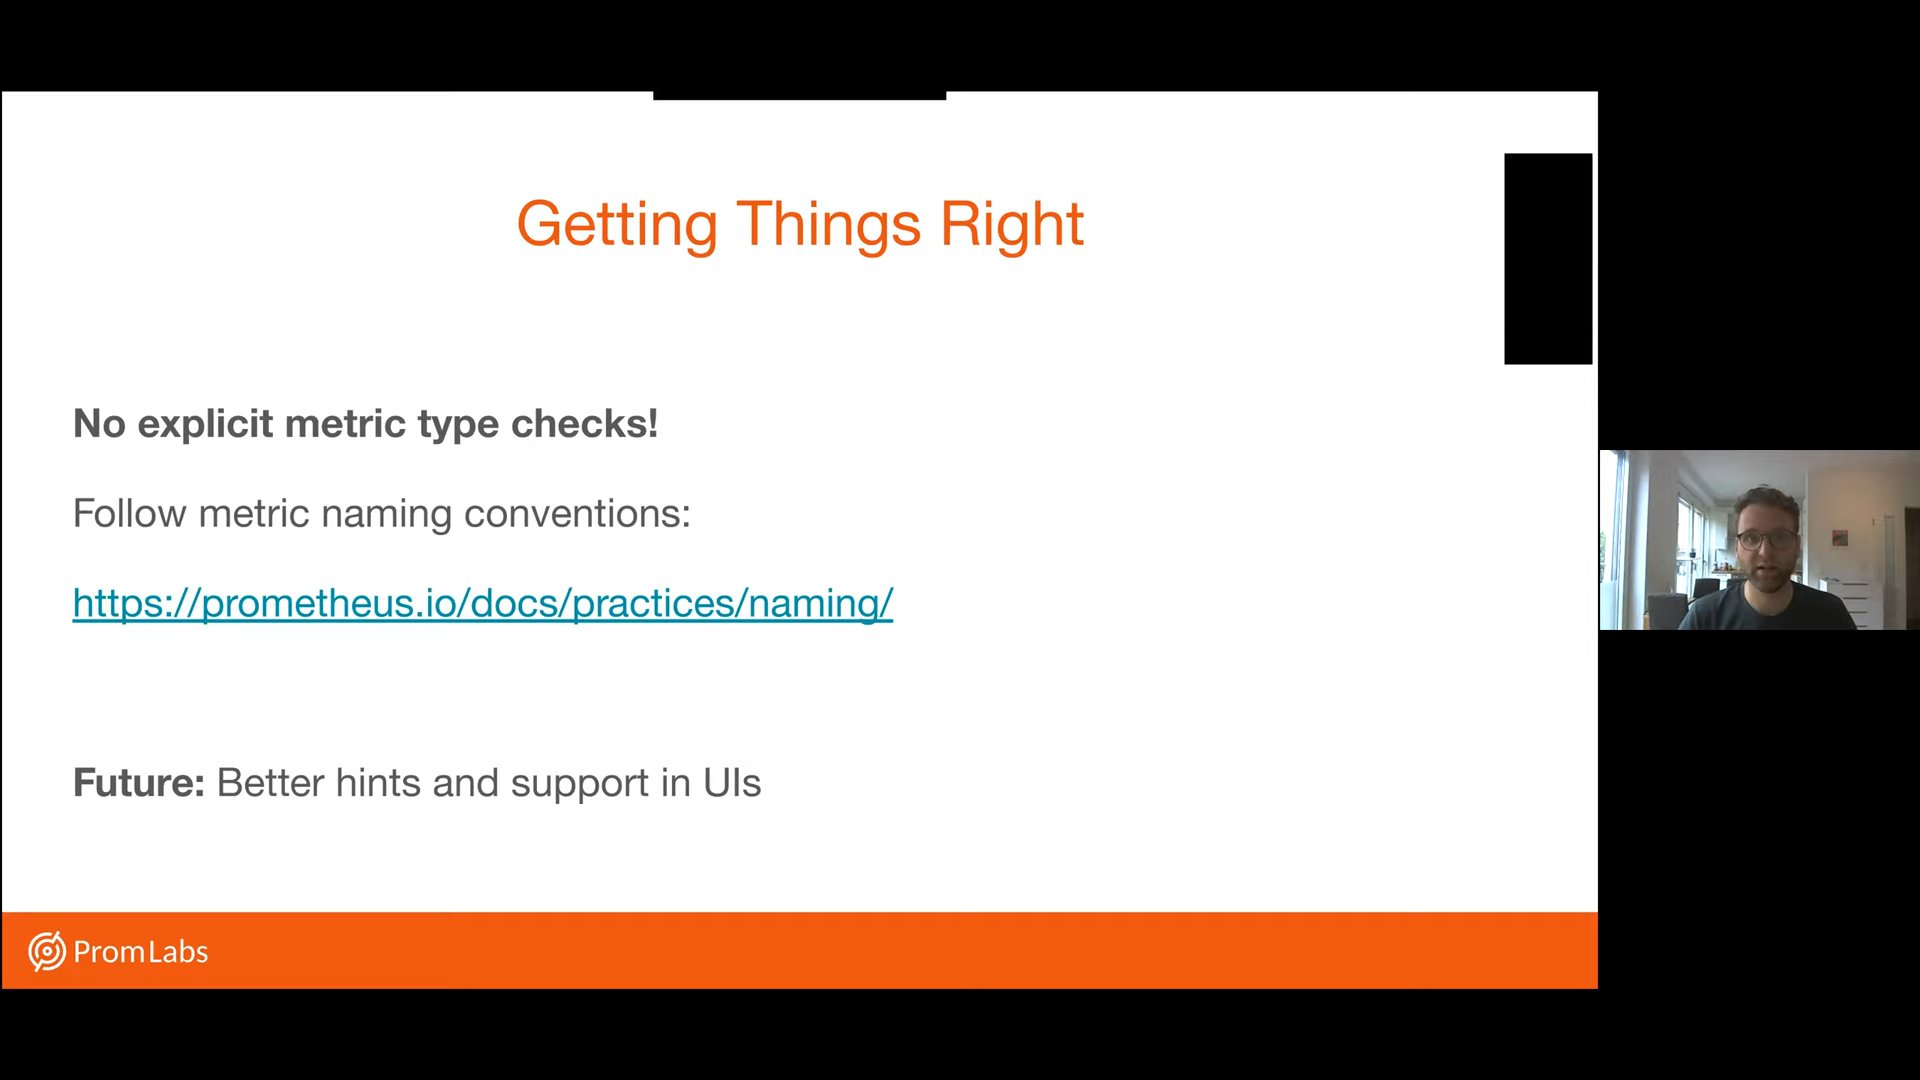 Getting Things Right
No explicit metric type checks!
Follow metric naming conventions:
https://prometheus.io/docs/practices/naming/
Future: Better hints and support in UIs
PromLabs